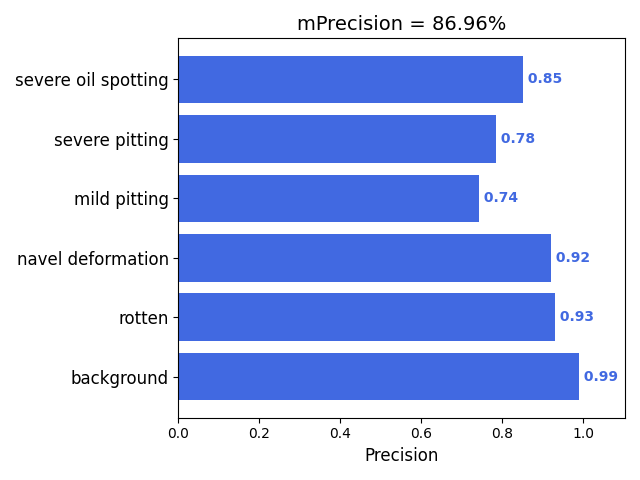 mPrecision = 86.96%
severe oil spotting 0.85
severe pitting 0.78
mild pitting 0.74
navel deformation 0.92
rotten 0.93
background 0.99
0.0 0.2 0.4 0.6 0.8 1.0
Precision